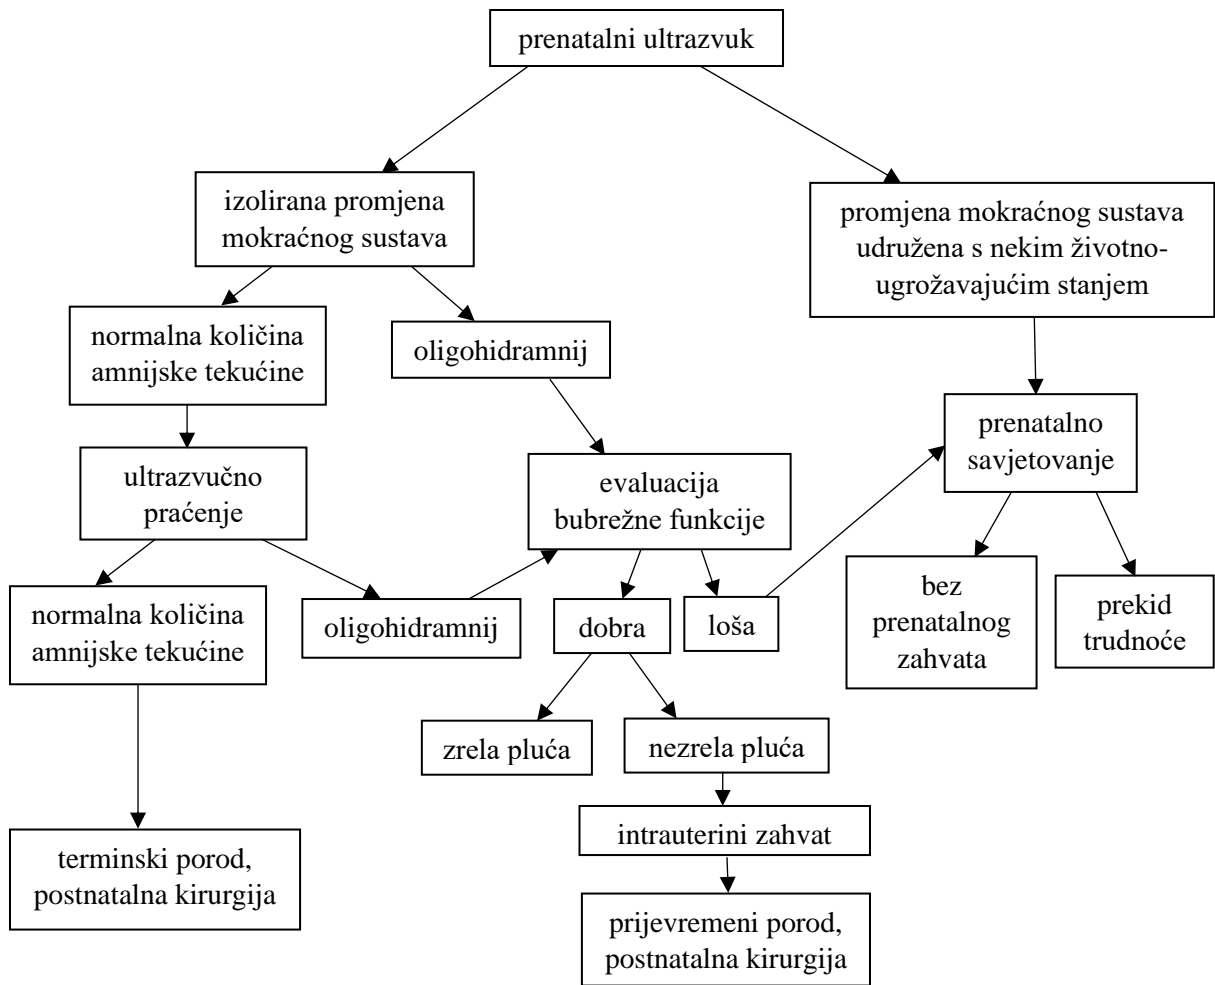 prenatalni ultrazvuk
izolirana promjena
mokraćnog sustava
promjena mokraćnog sustava
udružena s nekim životno-
ugrožavajućim stanjem
normalna količina
amnijske tekućine
oligohidramnij
prenatalno
savjetovanje
ultrazvučno
praćenje
evaluacija
bubrežne funkcije
normalna količina
amnijske tekućine
oligohidramnij
dobra
loša
bez
prenatalnog
zahvata
prekid
trudnoće
zrela pluća
nezrela pluća
intrauterini zahvat
terminski porod,
postnatalna kirurgija
prijevremeni porod,
postnatalna kirurgija